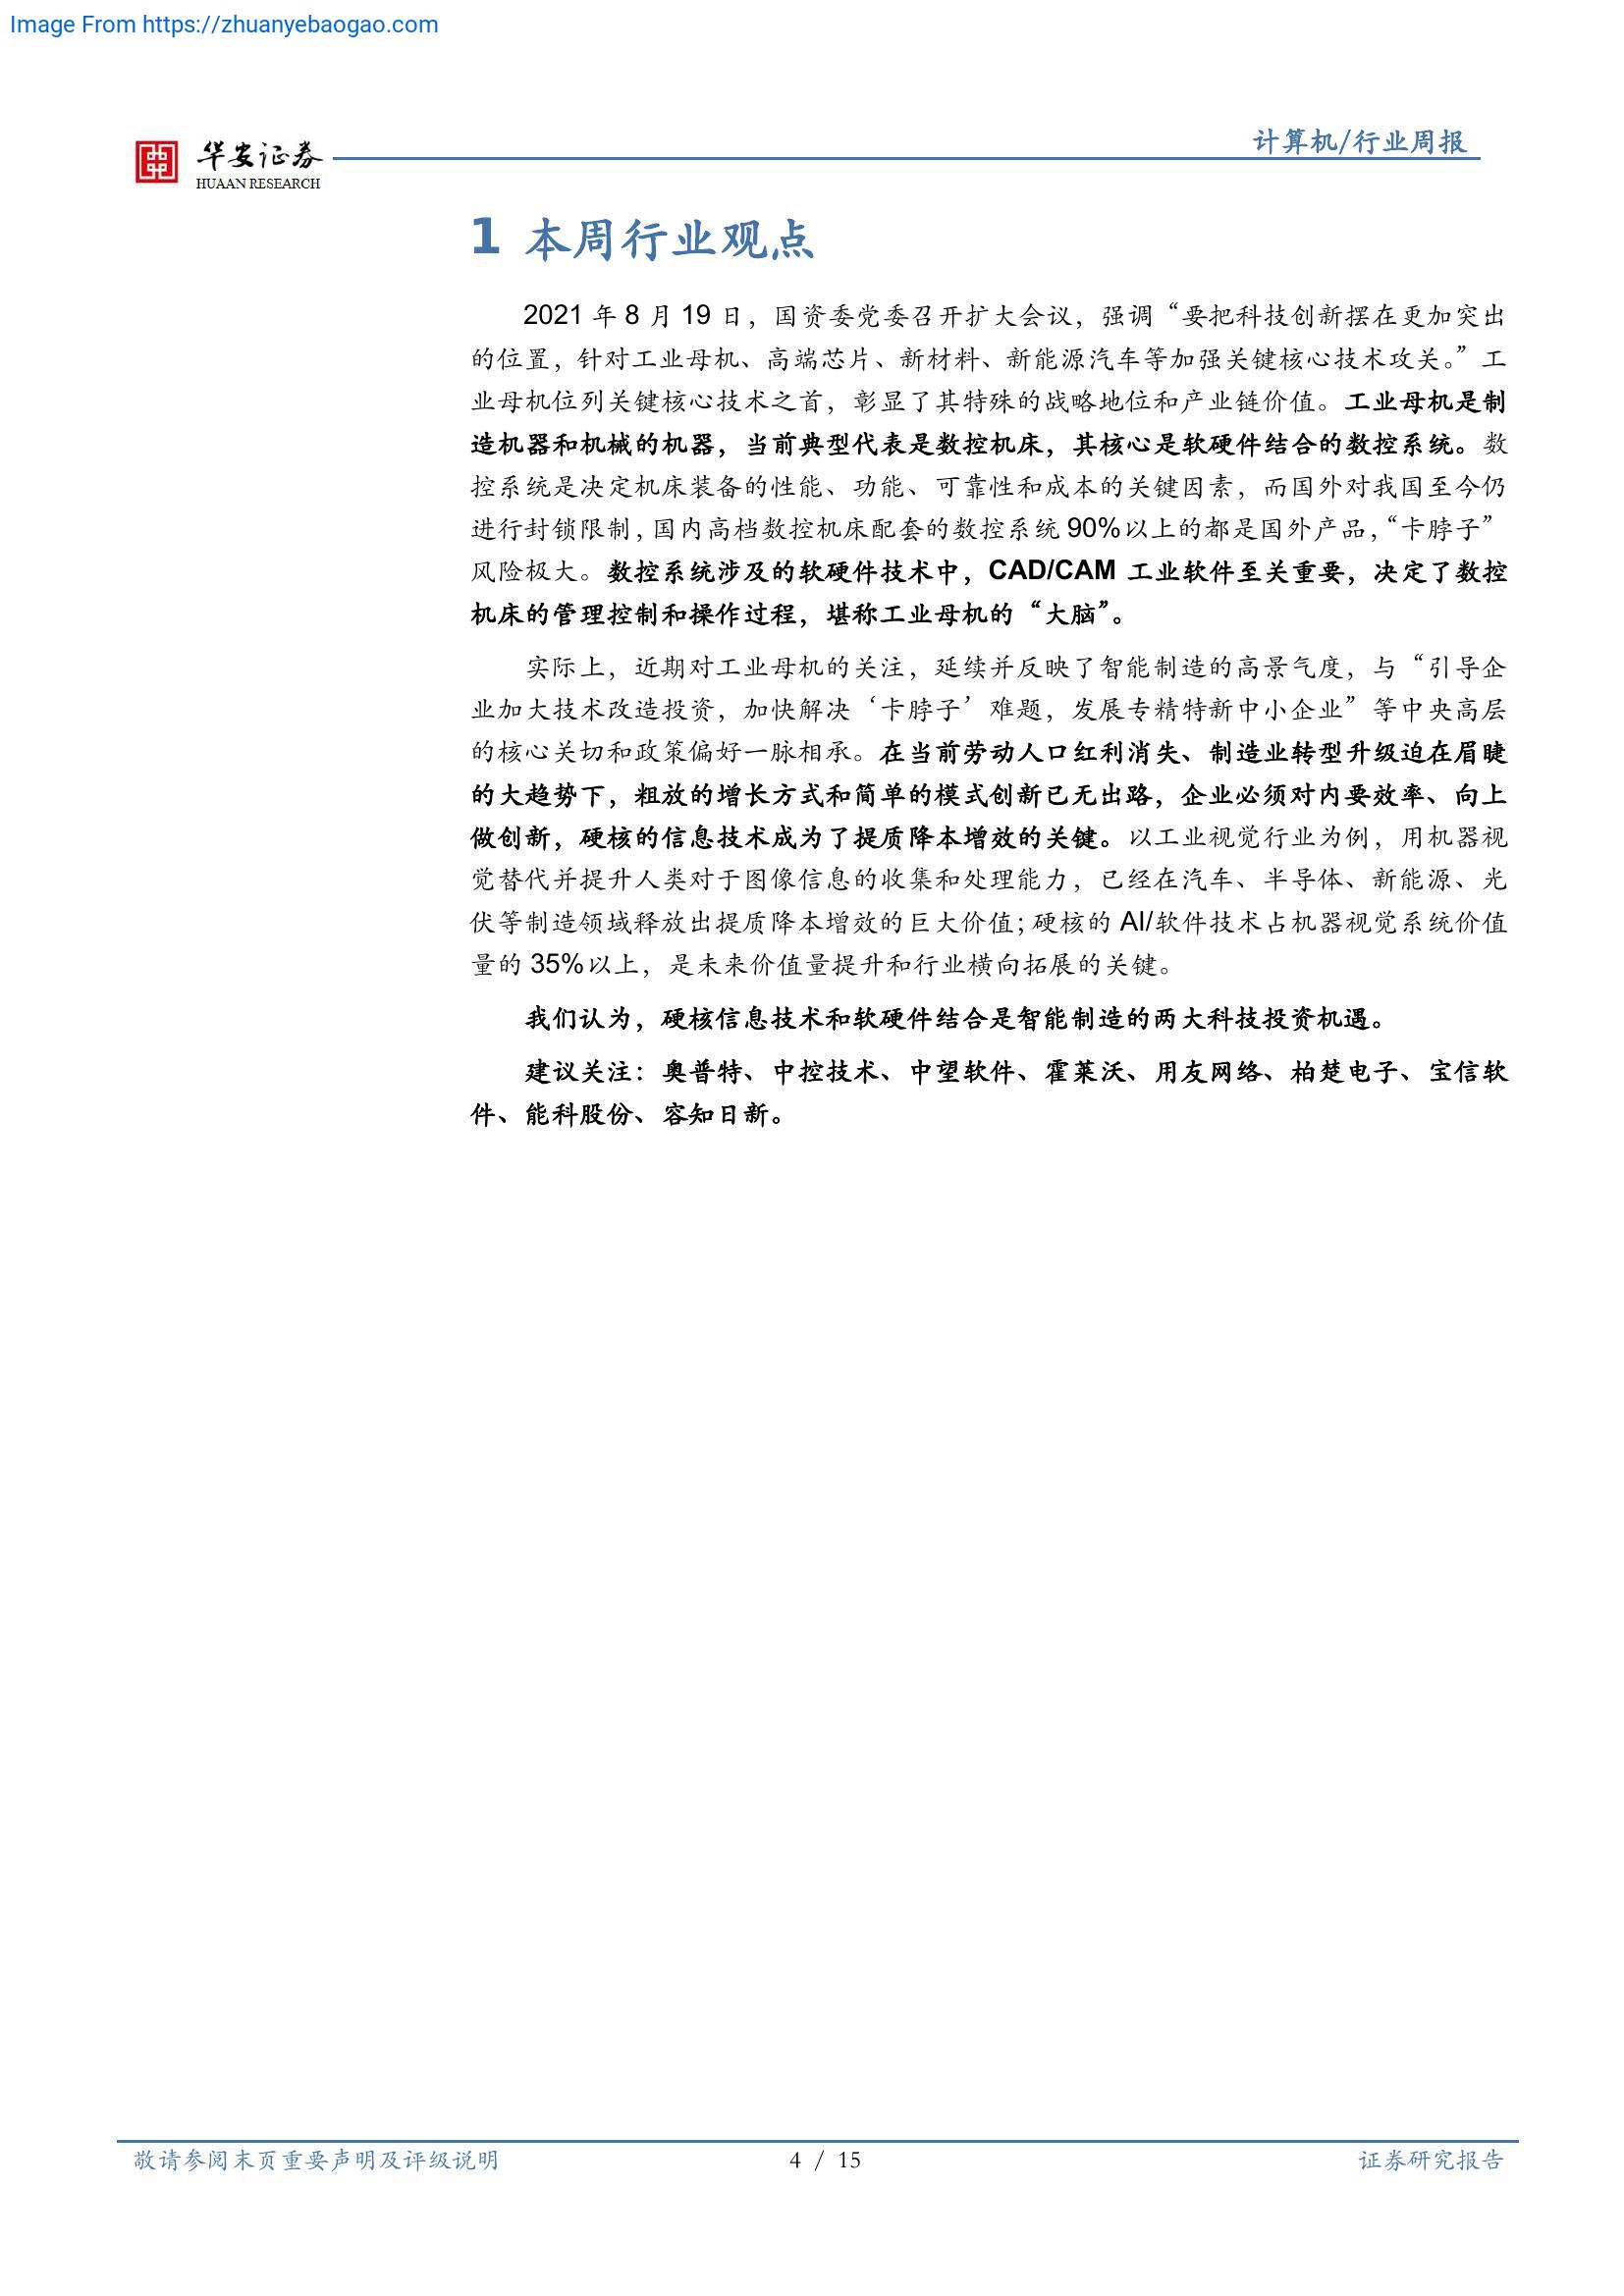 Image From https://zhuanyebaogao.com
华安证券
HUAAN RESEARCH
计算机/行业周报
1 本周行业观点
2021 年 8 月 19 日，国资委党委召开扩大会议，强调“要把科技创新摆在更加突出
的位置，针对工业母机、高端芯片、新材料、新能源汽车等加强关键核心技术攻关。”工
业母机位列关键核心技术之首，彰显了其特殊的战略地位和产业链价值。工业母机是制
造机器和机械的机器，当前典型代表是数控机床，其核心是软硬件结合的数控系统。数
控系统是决定机床装备的性能、功能、可靠性和成本的关键因素，而国外对我国至今仍
进行封锁限制，国内高档数控机床配套的数控系统 90%以上的都是国外产品，“卡脖子”
风险极大。数控系统涉及的软硬件技术中，CAD/CAM 工业软件至关重要，决定了数控
机床的管理控制和操作过程，堪称工业母机的“大脑”。
实际上，近期对工业母机的关注，延续并反映了智能制造的高景气度，与“引导企
业加大技术改造投资，加快解决‘卡脖子’难题，发展专精特新中小企业”等中央高层
的核心关切和政策偏好一脉相承。在当前劳动人口红利消失、制造业转型升级迫在眉睫
的大趋势下，粗放的增长方式和简单的模式创新已无出路，企业必须对内要效率、向上
做创新，硬核的信息技术成为了提质降本增效的关键。以工业视觉行业为例，用机器视
觉替代并提升人类对于图像信息的收集和处理能力，已经在汽车、半导体、新能源、光
伏等制造领域释放出提质降本增效的巨大价值；硬核的 AI/软件技术占机器视觉系统价值
量的 35%以上，是未来价值量提升和行业横向拓展的关键。
我们认为，硬核信息技术和软硬件结合是智能制造的两大科技投资机遇。
建议关注：奥普特、中控技术、中望软件、霍莱沃、用友网络、柏楚电子、宝信软
件、能科股份、容知日新。
敬请参阅末页重要声明及评级说明
4 / 15
证券研究报告